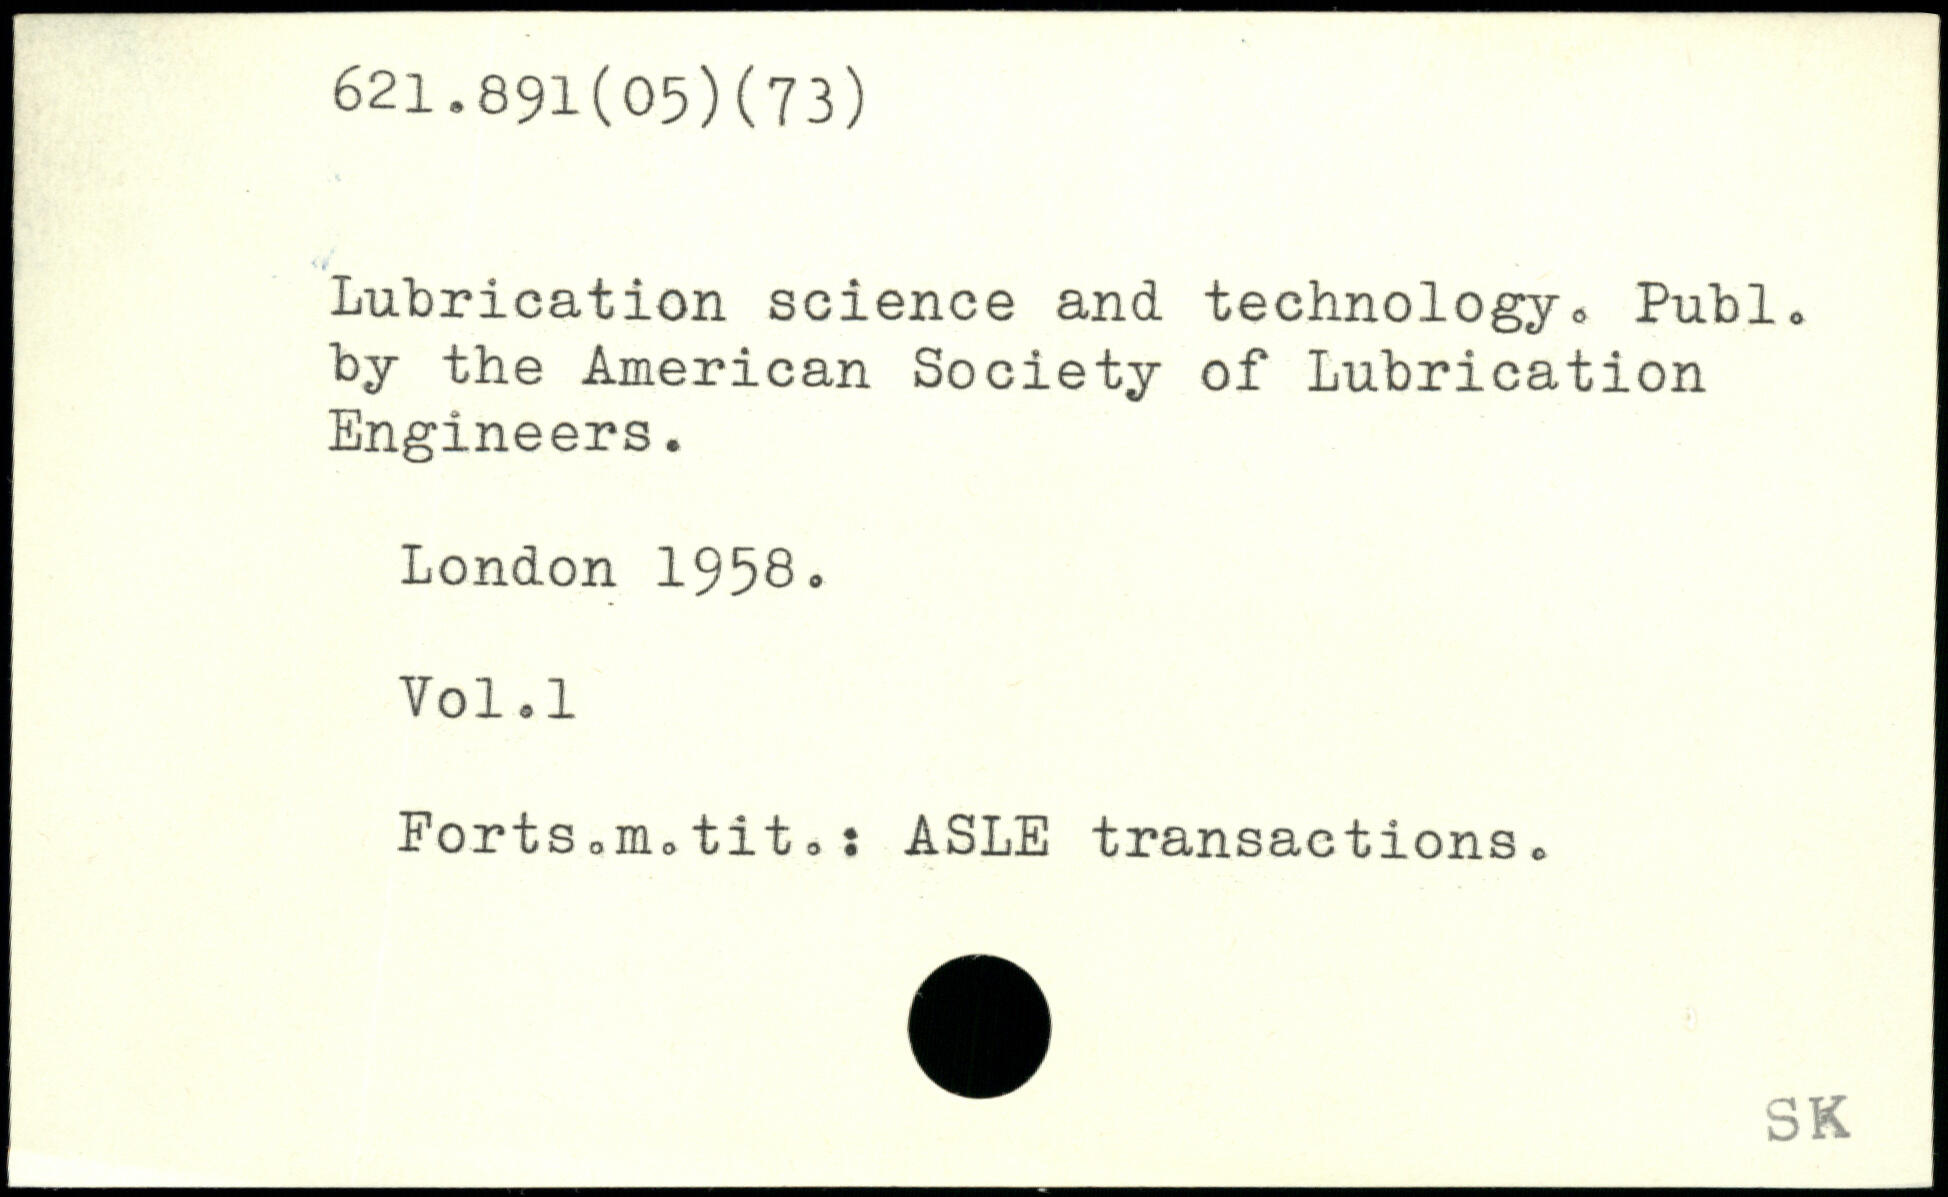 621.891(05)(73)
Lubrication science and technology. Publ.
by the American Society of Lubrication
Engineers.
London 1958.
Vol.1
Forts.m.tit.: ASLE transactions.
SK